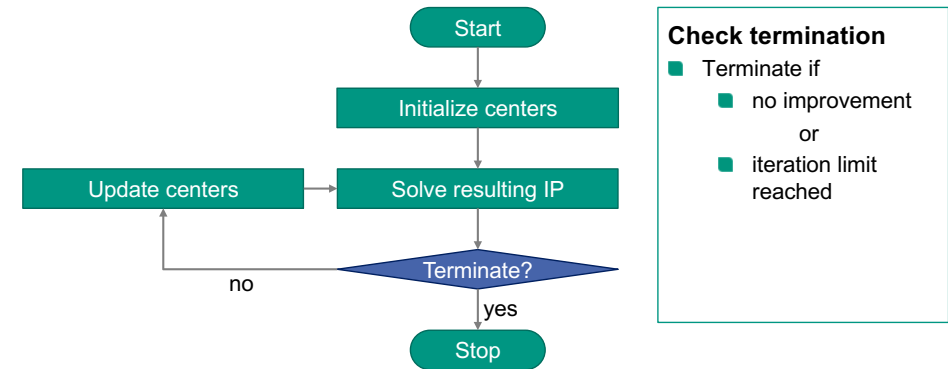 Start
Initialize centers
Update centers
Solve resulting IP
Terminate?
no
yes
Stop
Check termination
Terminate if
no improvement
or
iteration limit
reached